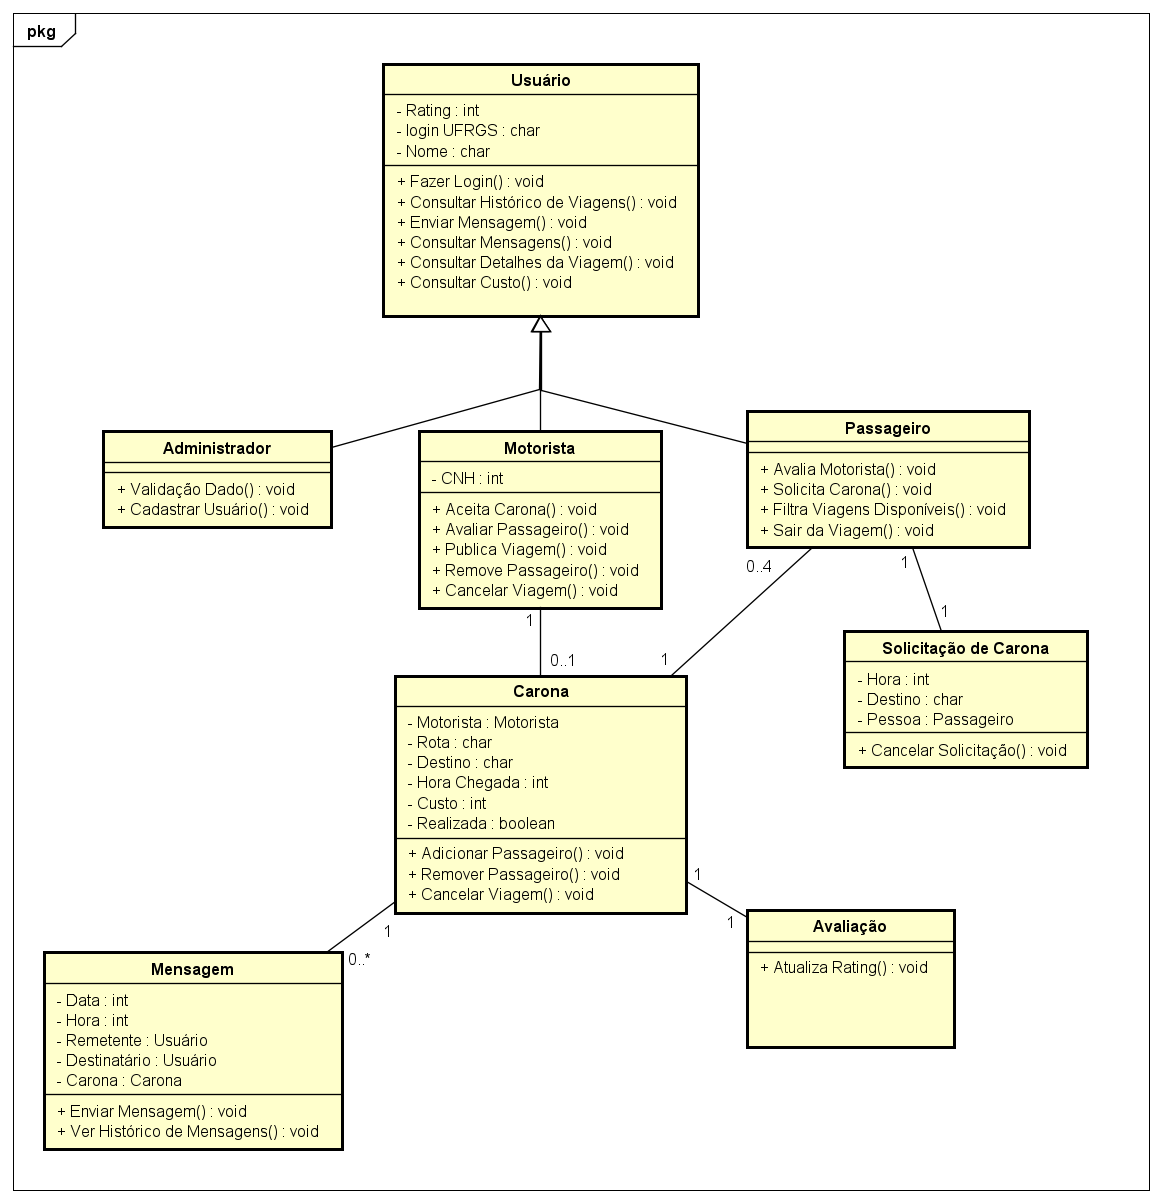 pkg
Usuário
- Rating : int
- login UFRGS : char
- Nome : char
+ Fazer Login() : void
+ Consultar Histórico de Viagens() : void
+ Enviar Mensagem() : void
+ Consultar Mensagens() : void
+ Consultar Detalhes da Viagem() : void
+ Consultar Custo() : void
Administrador
+ Validação Dado() : void
+ Cadastrar Usuário() : void
Motorista
- CNH : int
+ Aceita Carona() : void
+ Avaliar Passageiro() : void
+ Publica Viagem() : void
+ Remove Passageiro() : void
+ Cancelar Viagem() : void
Passageiro
+ Avalia Motorista() : void
+ Solicita Carona() : void
+ Filtra Viagens Disponíveis() : void
+ Sair da Viagem() : void
0..4
1
1
1
0..1
1
Solicitação de Carona
- Hora : int
- Destino : char
- Pessoa : Passageiro
+ Cancelar Solicitação() : void
Carona
- Motorista : Motorista
- Rota : char
- Destino : char
- Hora Chegada : int
- Custo : int
- Realizada : boolean
+ Adicionar Passageiro() : void
+ Remover Passageiro() : void
+ Cancelar Viagem() : void
1
1
1
0..*
Avaliação
+ Atualiza Rating() : void
Mensagem
- Data : int
- Hora : int
- Remetente : Usuário
- Destinatário : Usuário
- Carona : Carona
+ Enviar Mensagem() : void
+ Ver Histórico de Mensagens() : void